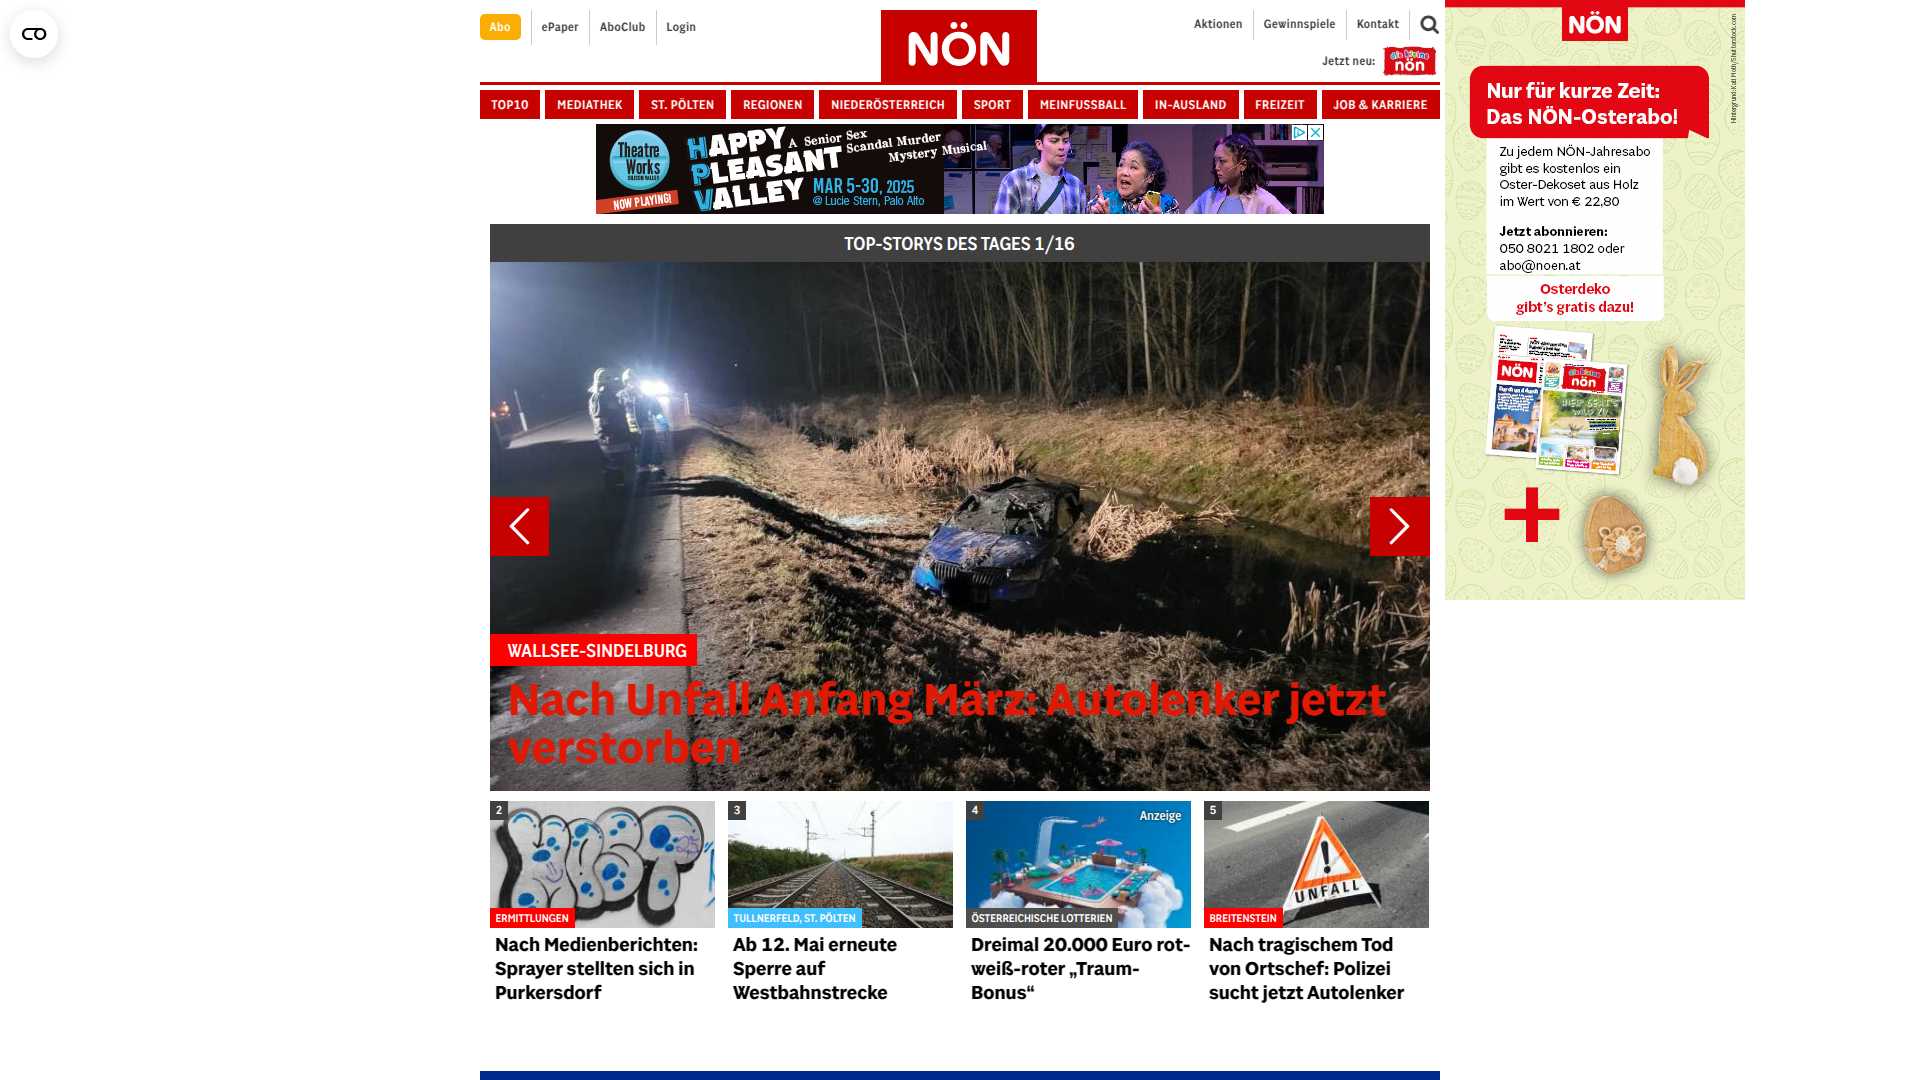 Abo
ePaper
AboClub
Login
NÖN
Aktionen
Gewinnspiele
Kontakt
Jetzt neu:
die kleine
nön
TOP10
MEDIATHEK
ST. PÖLTEN
REGIONEN
NIEDERÖSTERREICH
SPORT
MEINFUSSBALL
IN-AUSLAND
FREIZEIT
JOB & KARRIERE
Theatre
Works
SILICON VALLEY
NOW PLAYING!
HAPPY
PLEASANT
VALLEY
A Senior Sex
Scandal Murder
Mystery Musical
MAR 5-30, 2025
@ Lucie Stern, Palo Alto
TOP-STORYS DES TAGES 1/16
WALLSEE-SINDELBURG
Nach Unfall Anfang März: Autolenker jetzt
verstorben
2
ERMITTLUNGEN
Nach Medienberichten:
Sprayer stellten sich in
Purkersdorf
3
TULLNERFELD, ST. PÖLTEN
Ab 12. Mai erneute
Sperre auf
Westbahnstrecke
4
Anzeige
ÖSTERREICHISCHE LOTTERIEN
Dreimal 20.000 Euro rot-
weiß-roter „Traum-
Bonus“
5
UNFALL
BREITENSTEIN
Nach tragischem Tod
von Ortschef: Polizei
sucht jetzt Autolenker
NÖN
Nur für kurze Zeit:
Das NÖN-Osterabo!
Zu jedem NÖN-Jahresabo
gibt es kostenlos ein
Oster-Dekoset aus Holz
im Wert von € 22,80
Jetzt abonnieren:
050 8021 1802 oder
abo@noen.at
Osterdeko
gibt's gratis dazu!
NÖN
die kleine
nön